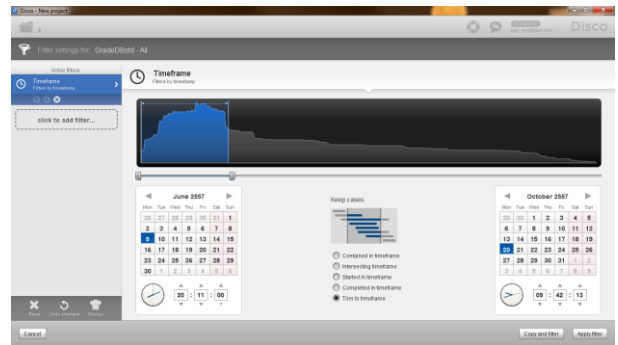 Disco - New project
Disco
Filter settings for: GradeDBstd - All
Active filters
Timeframe
Filters by timestamp
click to add filter...
Timeframe
Filters by timestamp
June 2557
Mon Tue Wed Thu Fri Sat Sun
26 27 28 29 30 31 1
2 3 4 5 6 7 8
9 10 11 12 13 14 15
16 17 18 19 20 21 22
23 24 25 26 27 28 29
30 1 2 3 4 5 6
20 : 11 : 00
Keep cases:
Contained in timeframe
Intersecting timeframe
Started in timeframe
Completed in timeframe
Trim to timeframe
October 2557
Mon Tue Wed Thu Fri Sat Sun
29 30 1 2 3 4 5
6 7 8 9 10 11 12
13 14 15 16 17 18 19
20 21 22 23 24 25 26
27 28 29 30 31 1 2
3 4 5 6 7 8 9
09 : 42 : 13
Reset Undo changes Recipes
Cancel
Copy and filter
Apply filter